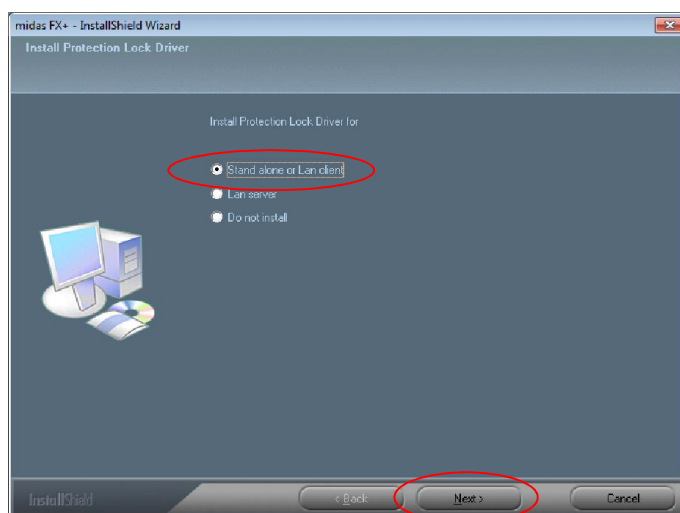 midas FX+ - InstallShield Wizard
Install Protection Lock Driver
Install Protection Lock Driver for
Stand alone or Lan client
Lan server
Do not install
InstallShield
< Back
Next >
Cancel